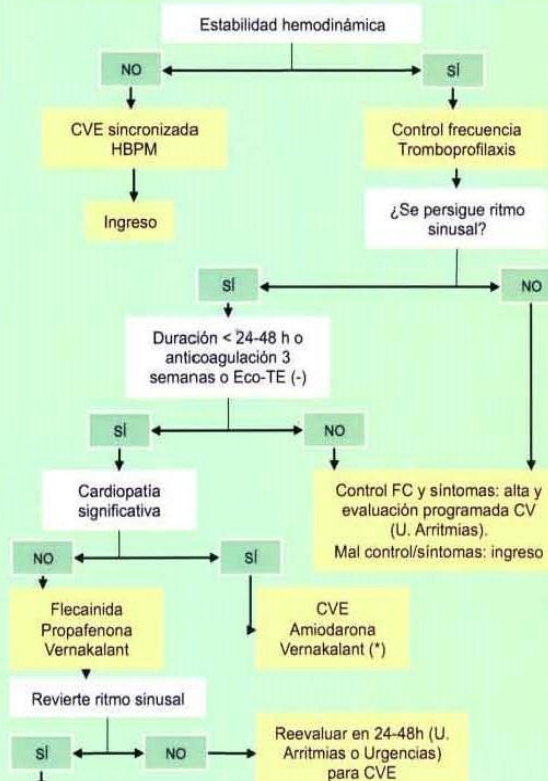 Estabilidad hemodinámica
NO
SÍ
CVE sincronizada
HBPM
Control frecuencia
Tromboprofilaxis
Ingreso
¿Se persigue ritmo
sinusal?
SÍ
NO
Duración < 24-48 h o
anticoagulación 3
semanas o Eco-TE (-)
SÍ
NO
Cardiopatía
significativa
Control FC y síntomas: alta y
evaluación programada CV
(U. Arritmias).
Mal control/síntomas: ingreso
NO
SÍ
Flecainida
Propafenona
Vernakalant
CVE
Amiodarona
Vernakalant (*)
Revierte ritmo sinusal
SÍ
NO
Reevaluar en 24-48h (U.
Arritmias o Urgencias)
para CVE